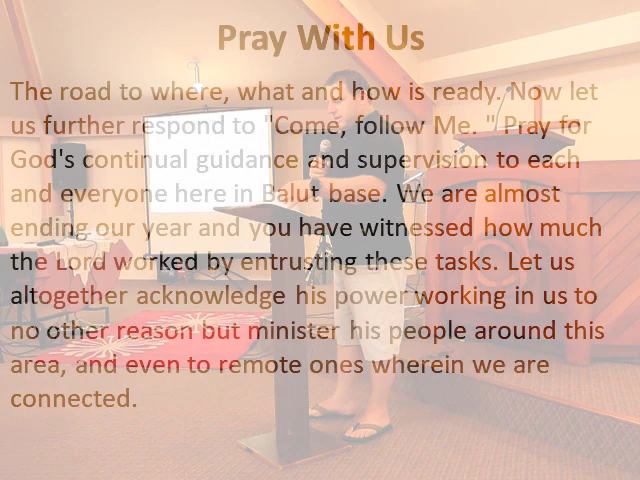 Pray With Us
The road to where, what and how is ready. Now let
us further respond to "Come, follow Me. " Pray for
God's continual guidance and supervision to each
and everyone here in Balut base. We are almost
ending our year and you have witnessed how much
the Lord worked by entrusting these tasks. Let us
altogether acknowledge his power working in us to
no other reason but minister his people around this
area, and even to remote ones wherein we are
connected.